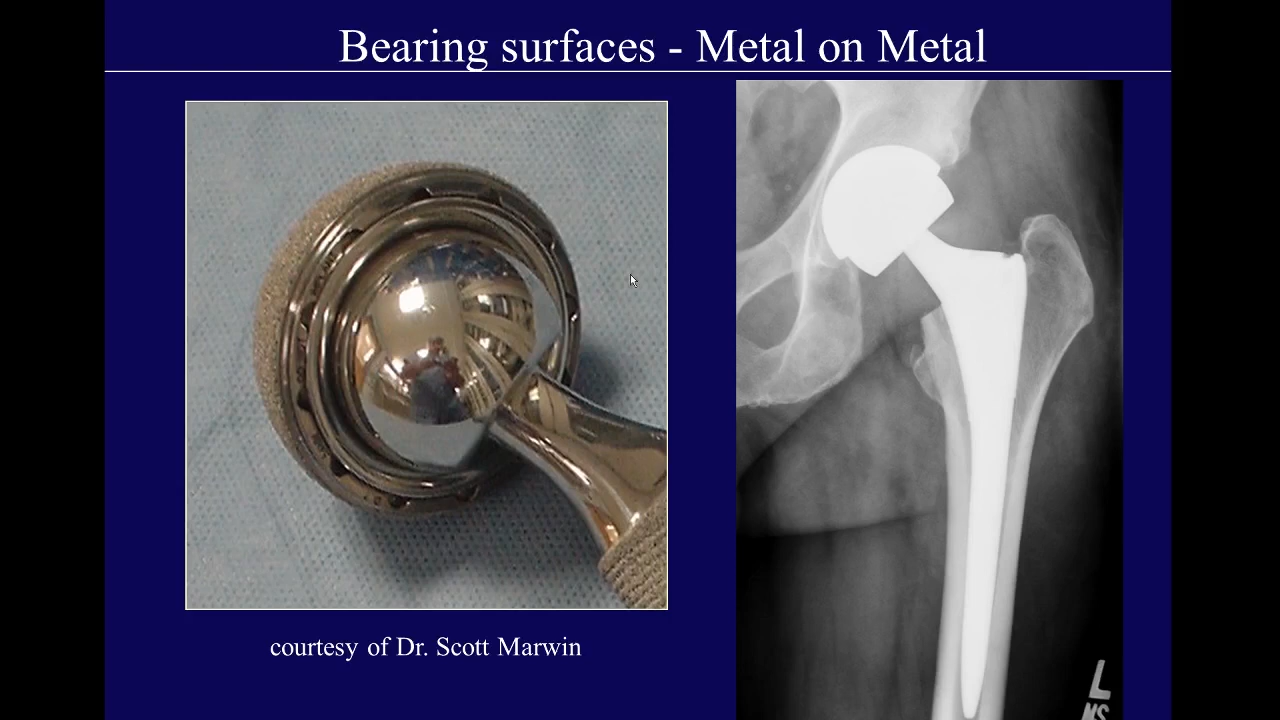 Bearing surfaces - Metal on Metal
courtesy of Dr. Scott Marwin
L